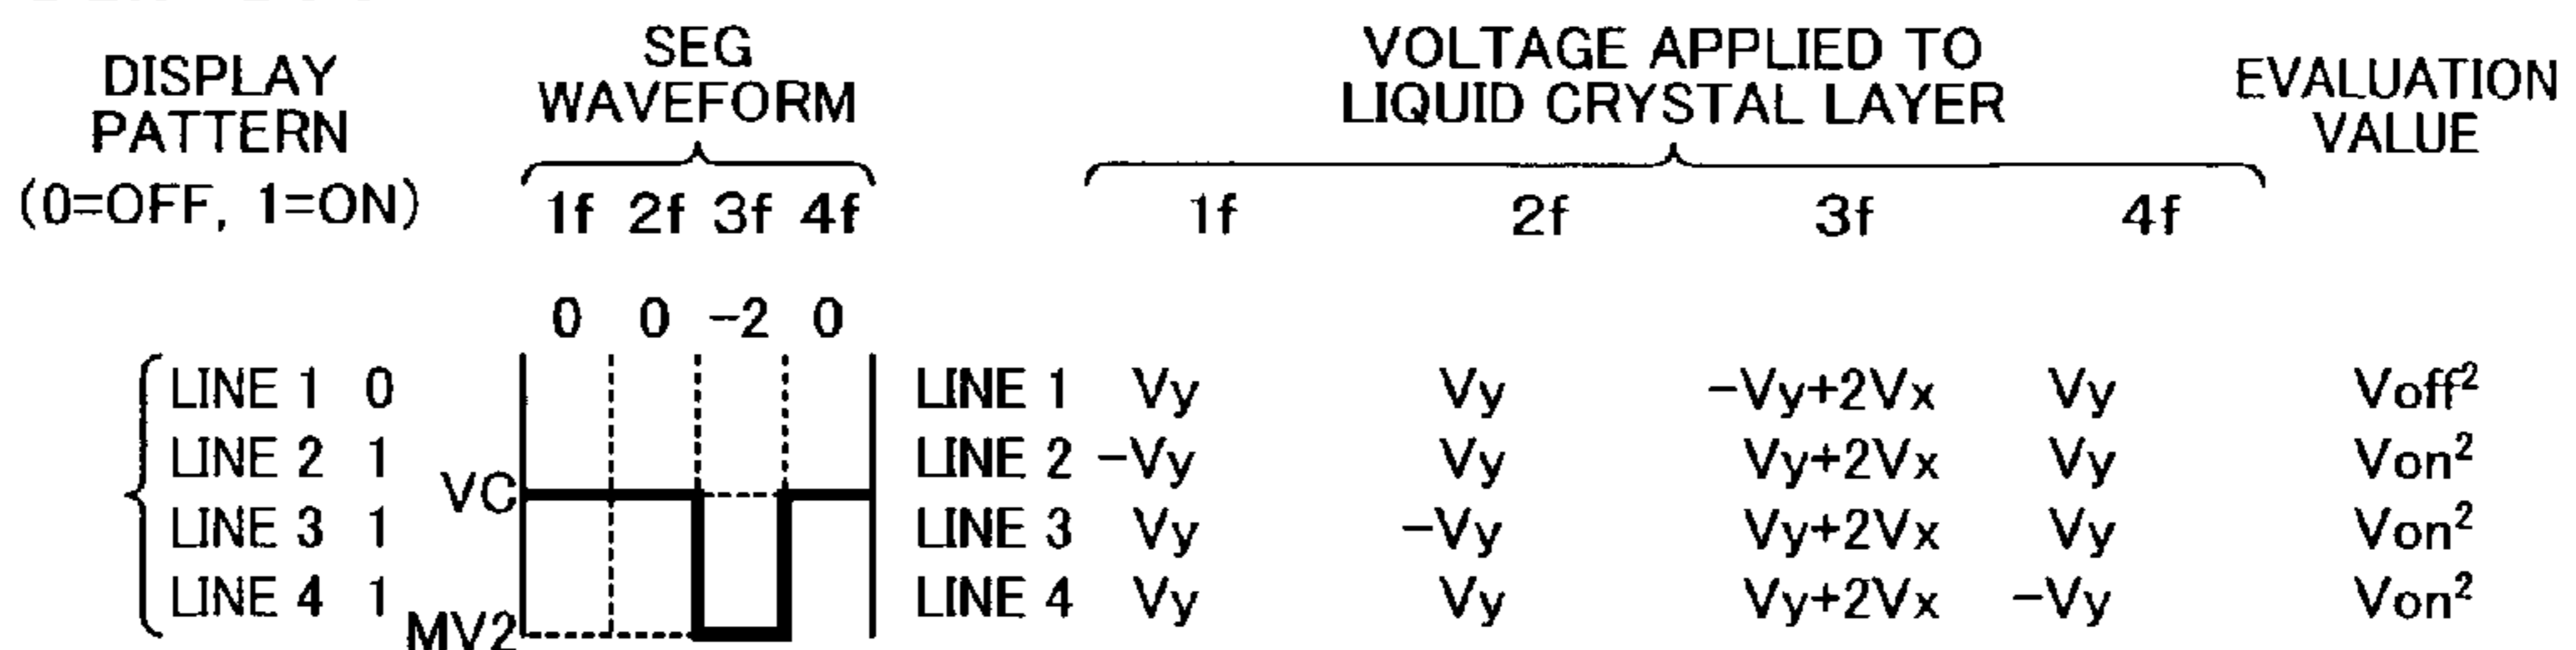 DISPLAY PATTERN (0=OFF, 1=ON)
SEG WAVEFORM
VOLTAGE APPLIED TO LIQUID CRYSTAL LAYER
EVALUATION VALUE
1f 2f 3f 4f
1f 2f 3f 4f
0 0 −2 0
LINE 1 0
LINE 2 1
LINE 3 1
LINE 4 1
VC
MV2
LINE 1 Vy Vy −Vy+2Vx Vy Voff²
LINE 2 −Vy Vy Vy+2Vx Vy Von²
LINE 3 Vy −Vy Vy+2Vx Vy Von²
LINE 4 Vy Vy Vy+2Vx −Vy Von²